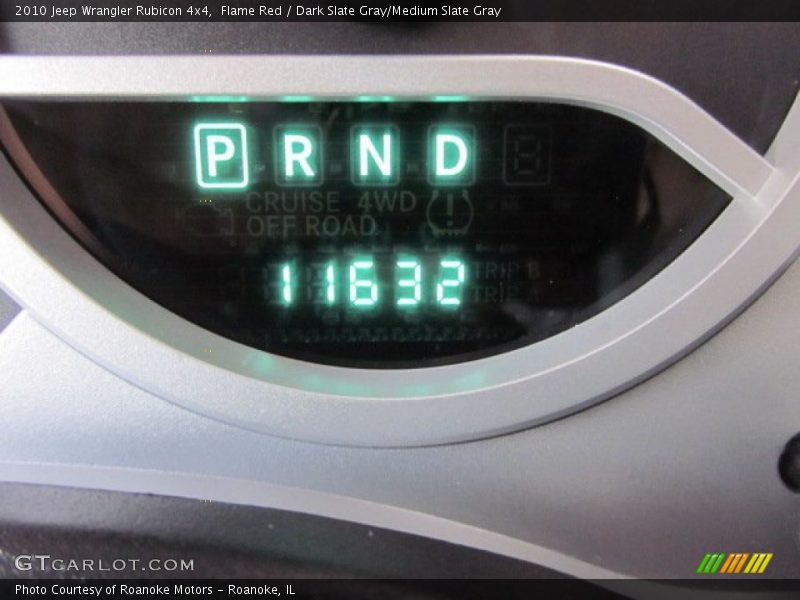 2010 Jeep Wrangler Rubicon 4x4, Flame Red / Dark Slate Gray/Medium Slate Gray
P R N D
CRUISE 4WD
OFF ROAD
11632
TRIP B
TRIP A
GTCARLOT.COM
Photo Courtesy of Roanoke Motors – Roanoke, IL